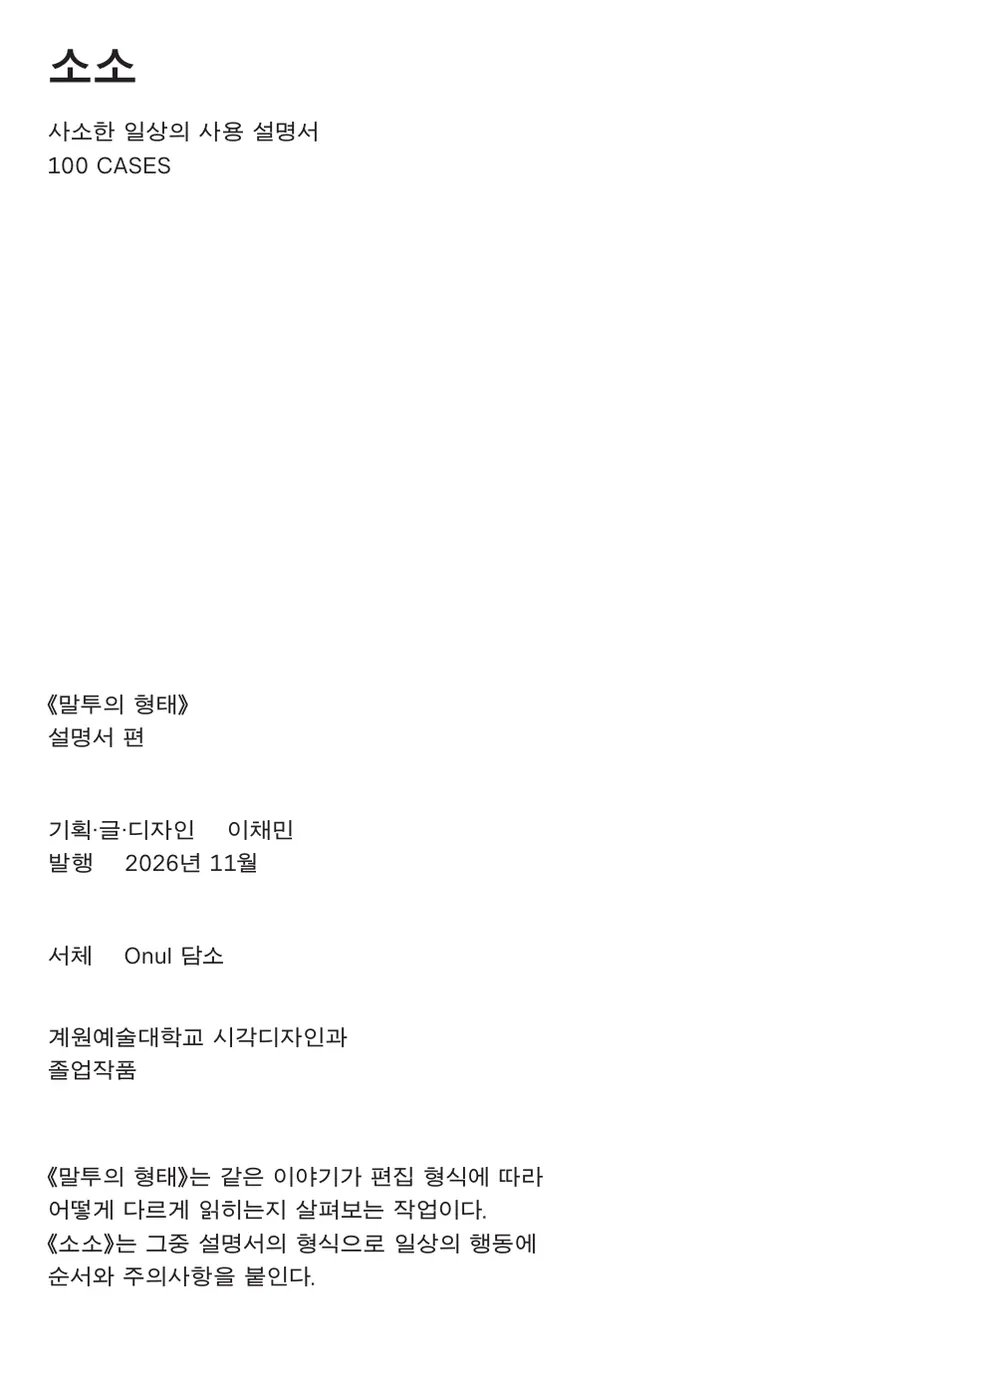 소소
사소한 일상의 사용 설명서
100 CASES
《말투의 형태》
설명서 편
기획·글·디자인 이채민
발행 2026년 11월
서체 Onul 담소
계원예술대학교 시각디자인과
졸업작품
《말투의 형태》는 같은 이야기가 편집 형식에 따라
어떻게 다르게 읽히는지 살펴보는 작업이다.
《소소》는 그중 설명서의 형식으로 일상의 행동에
순서와 주의사항을 붙인다.